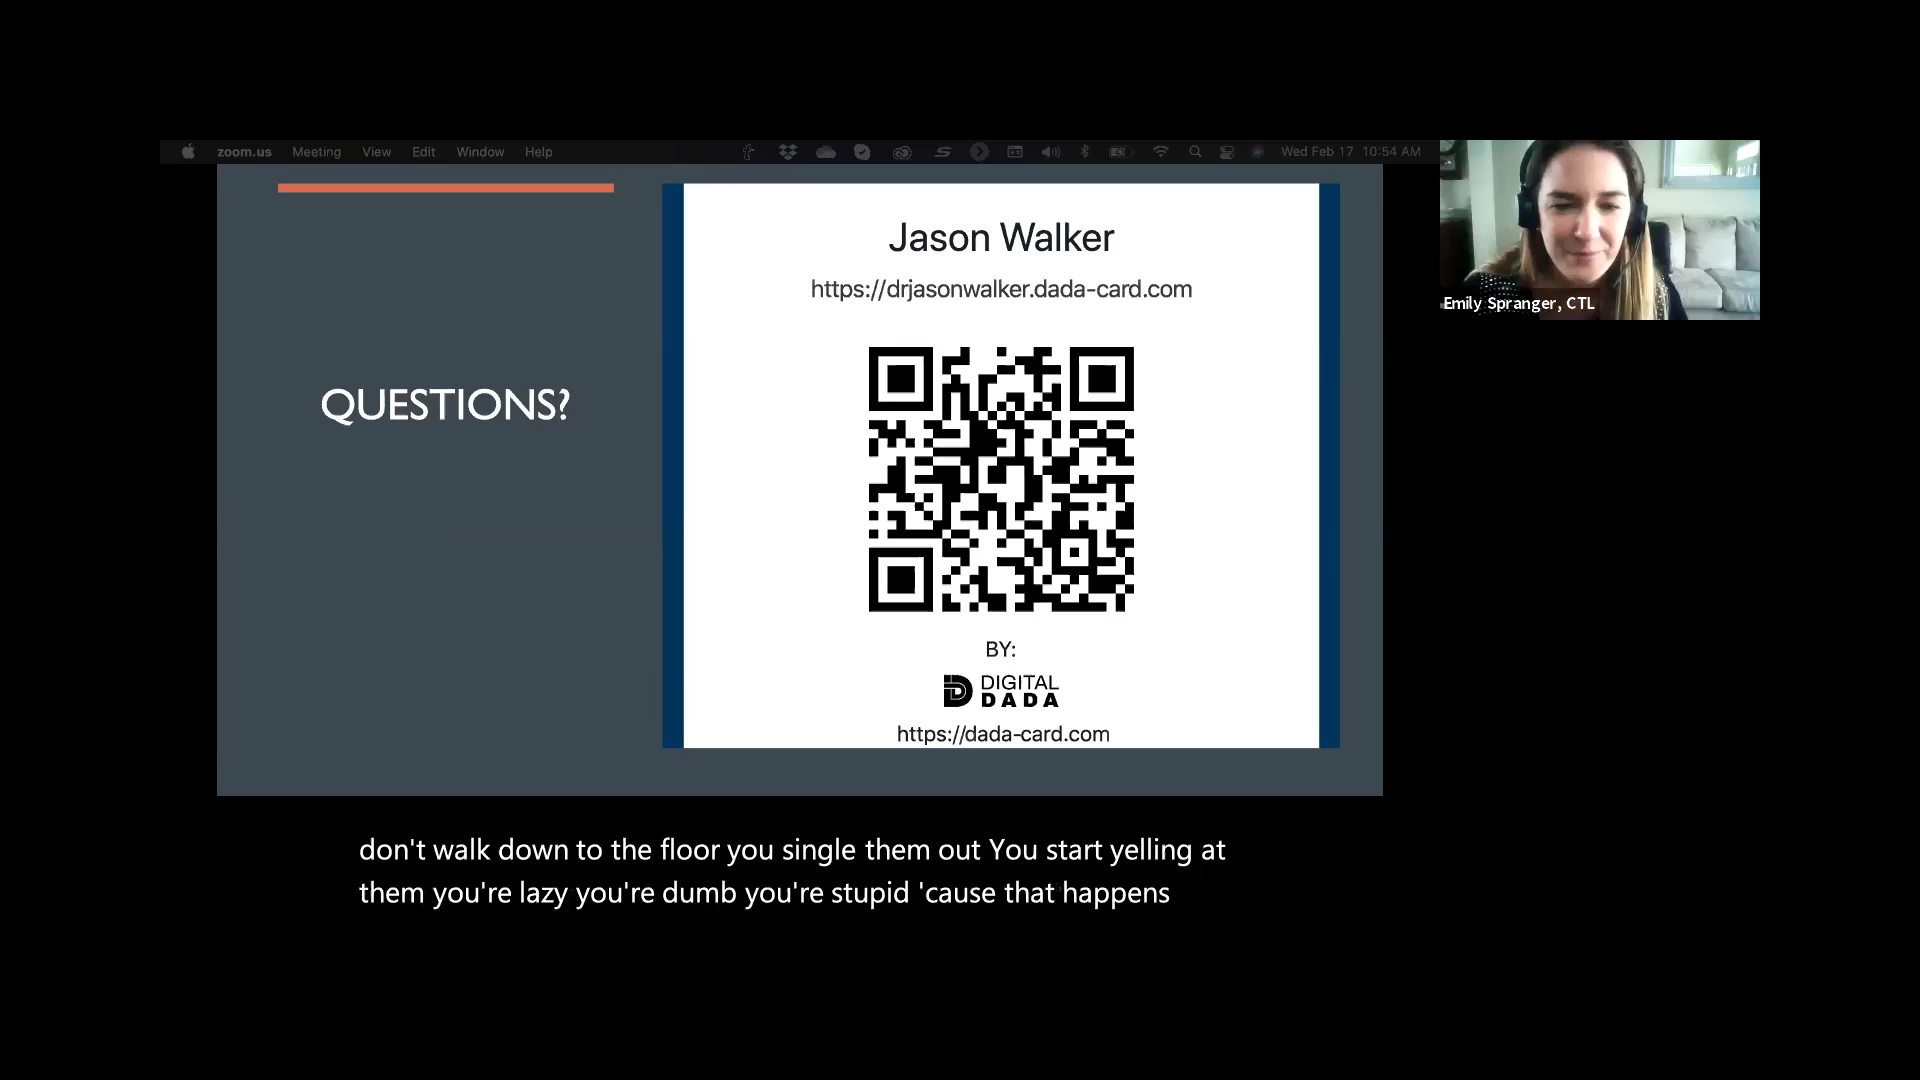 zoom.us Meeting View Edit Window Help Wed Feb 17 10:54 AM
Emily Spranger, CTL
QUESTIONS?
Jason Walker
https://drjasonwalker.dada-card.com
BY:
DIGITAL
DADA
https://dada-card.com
don't walk down to the floor you single them out You start yelling at
them you're lazy you're dumb you're stupid 'cause that happens